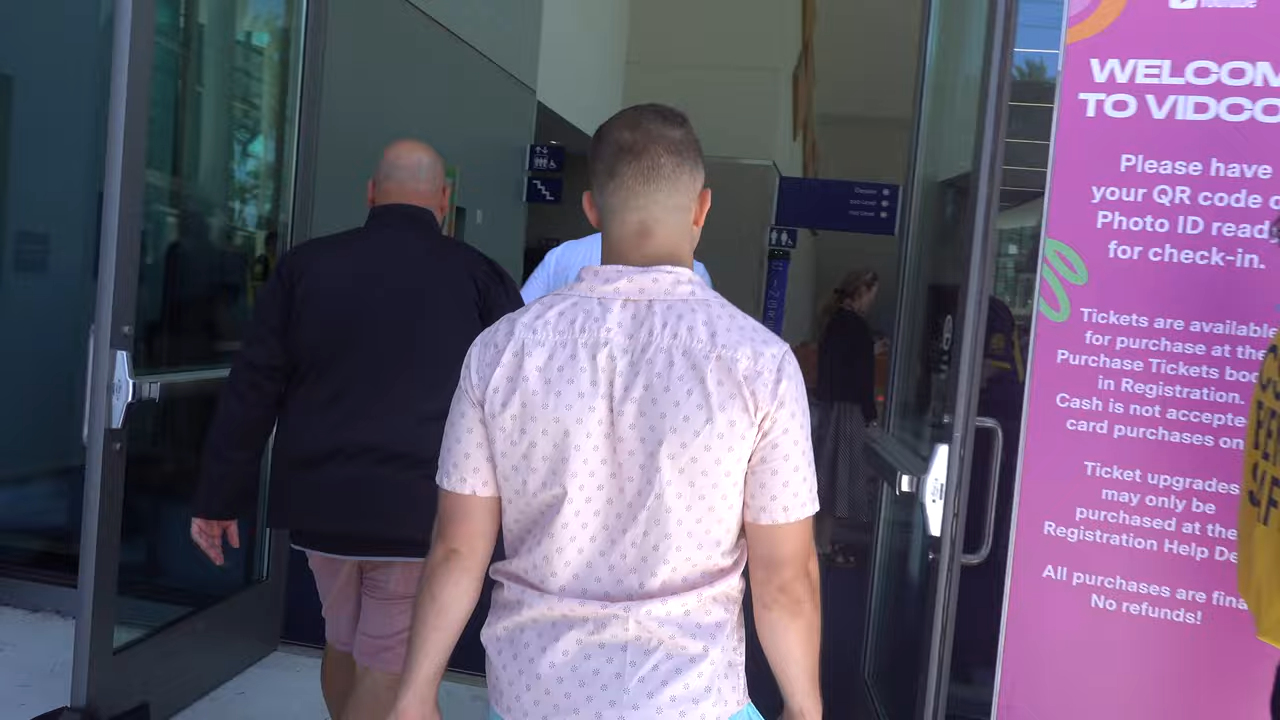 YouTube
WELCOM
TO VIDCO
Please have
your QR code o
Photo ID read
for check-in.
Tickets are available
for purchase at the
Purchase Tickets boo
in Registration.
Cash is not accepte
card purchases on
Ticket upgrades
may only be
purchased at the
Registration Help De
All purchases are fina
No refunds!